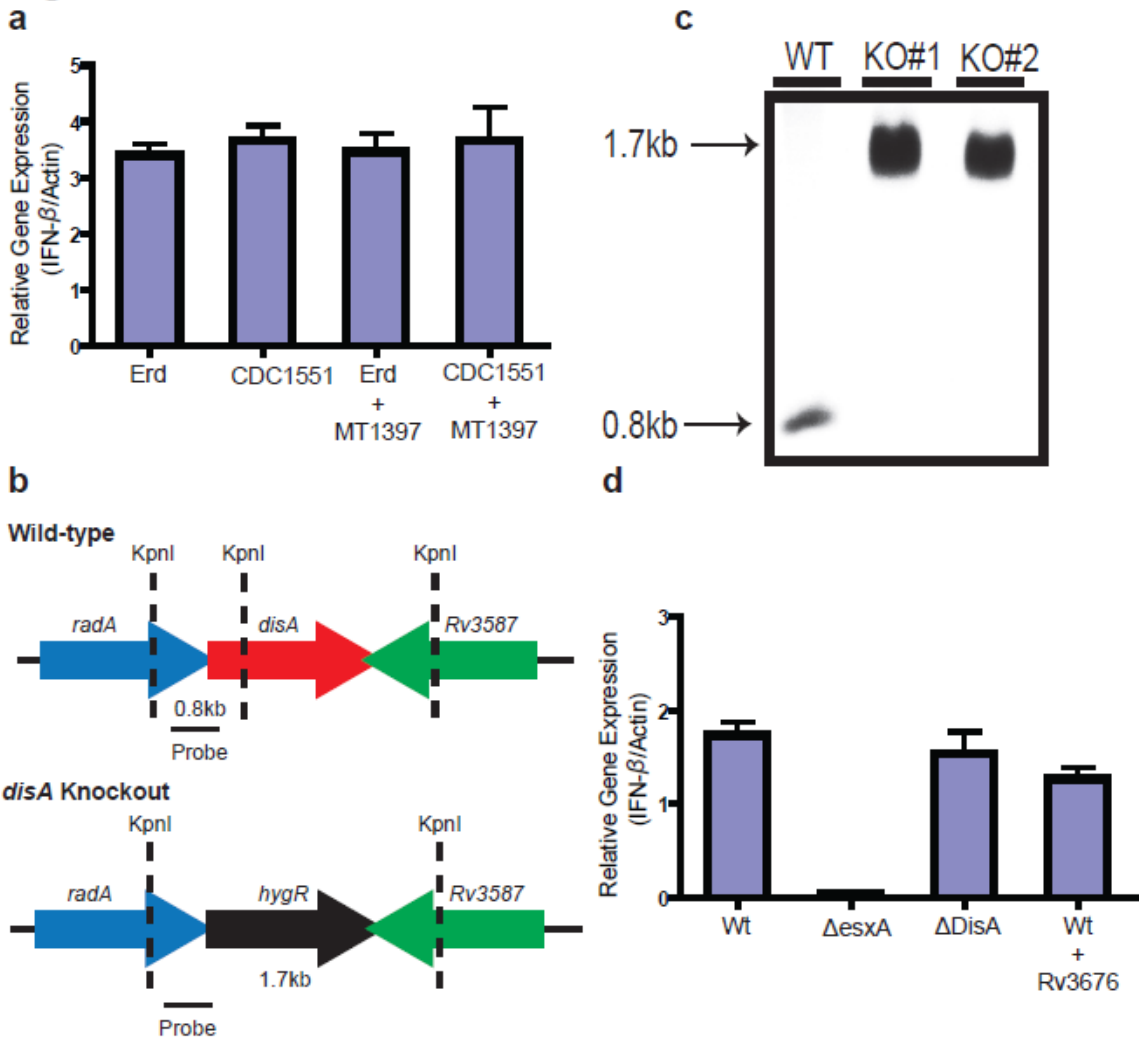 a
Relative Gene Expression
(IFN-β/Actin)
5
4
3
2
1
0
Erd
CDC1551
Erd
+
MT1397
CDC1551
+
MT1397
b
Wild-type
KpnI KpnI KpnI
radA disA Rv3587
0.8kb
Probe
disA Knockout
KpnI KpnI
radA hygR Rv3587
1.7kb
Probe
c
WT KO#1 KO#2
1.7kb
0.8kb
d
Relative Gene Expression
(IFN-β/Actin)
3
2
1
0
Wt
ΔesxA
ΔDisA
Wt
+
Rv3676